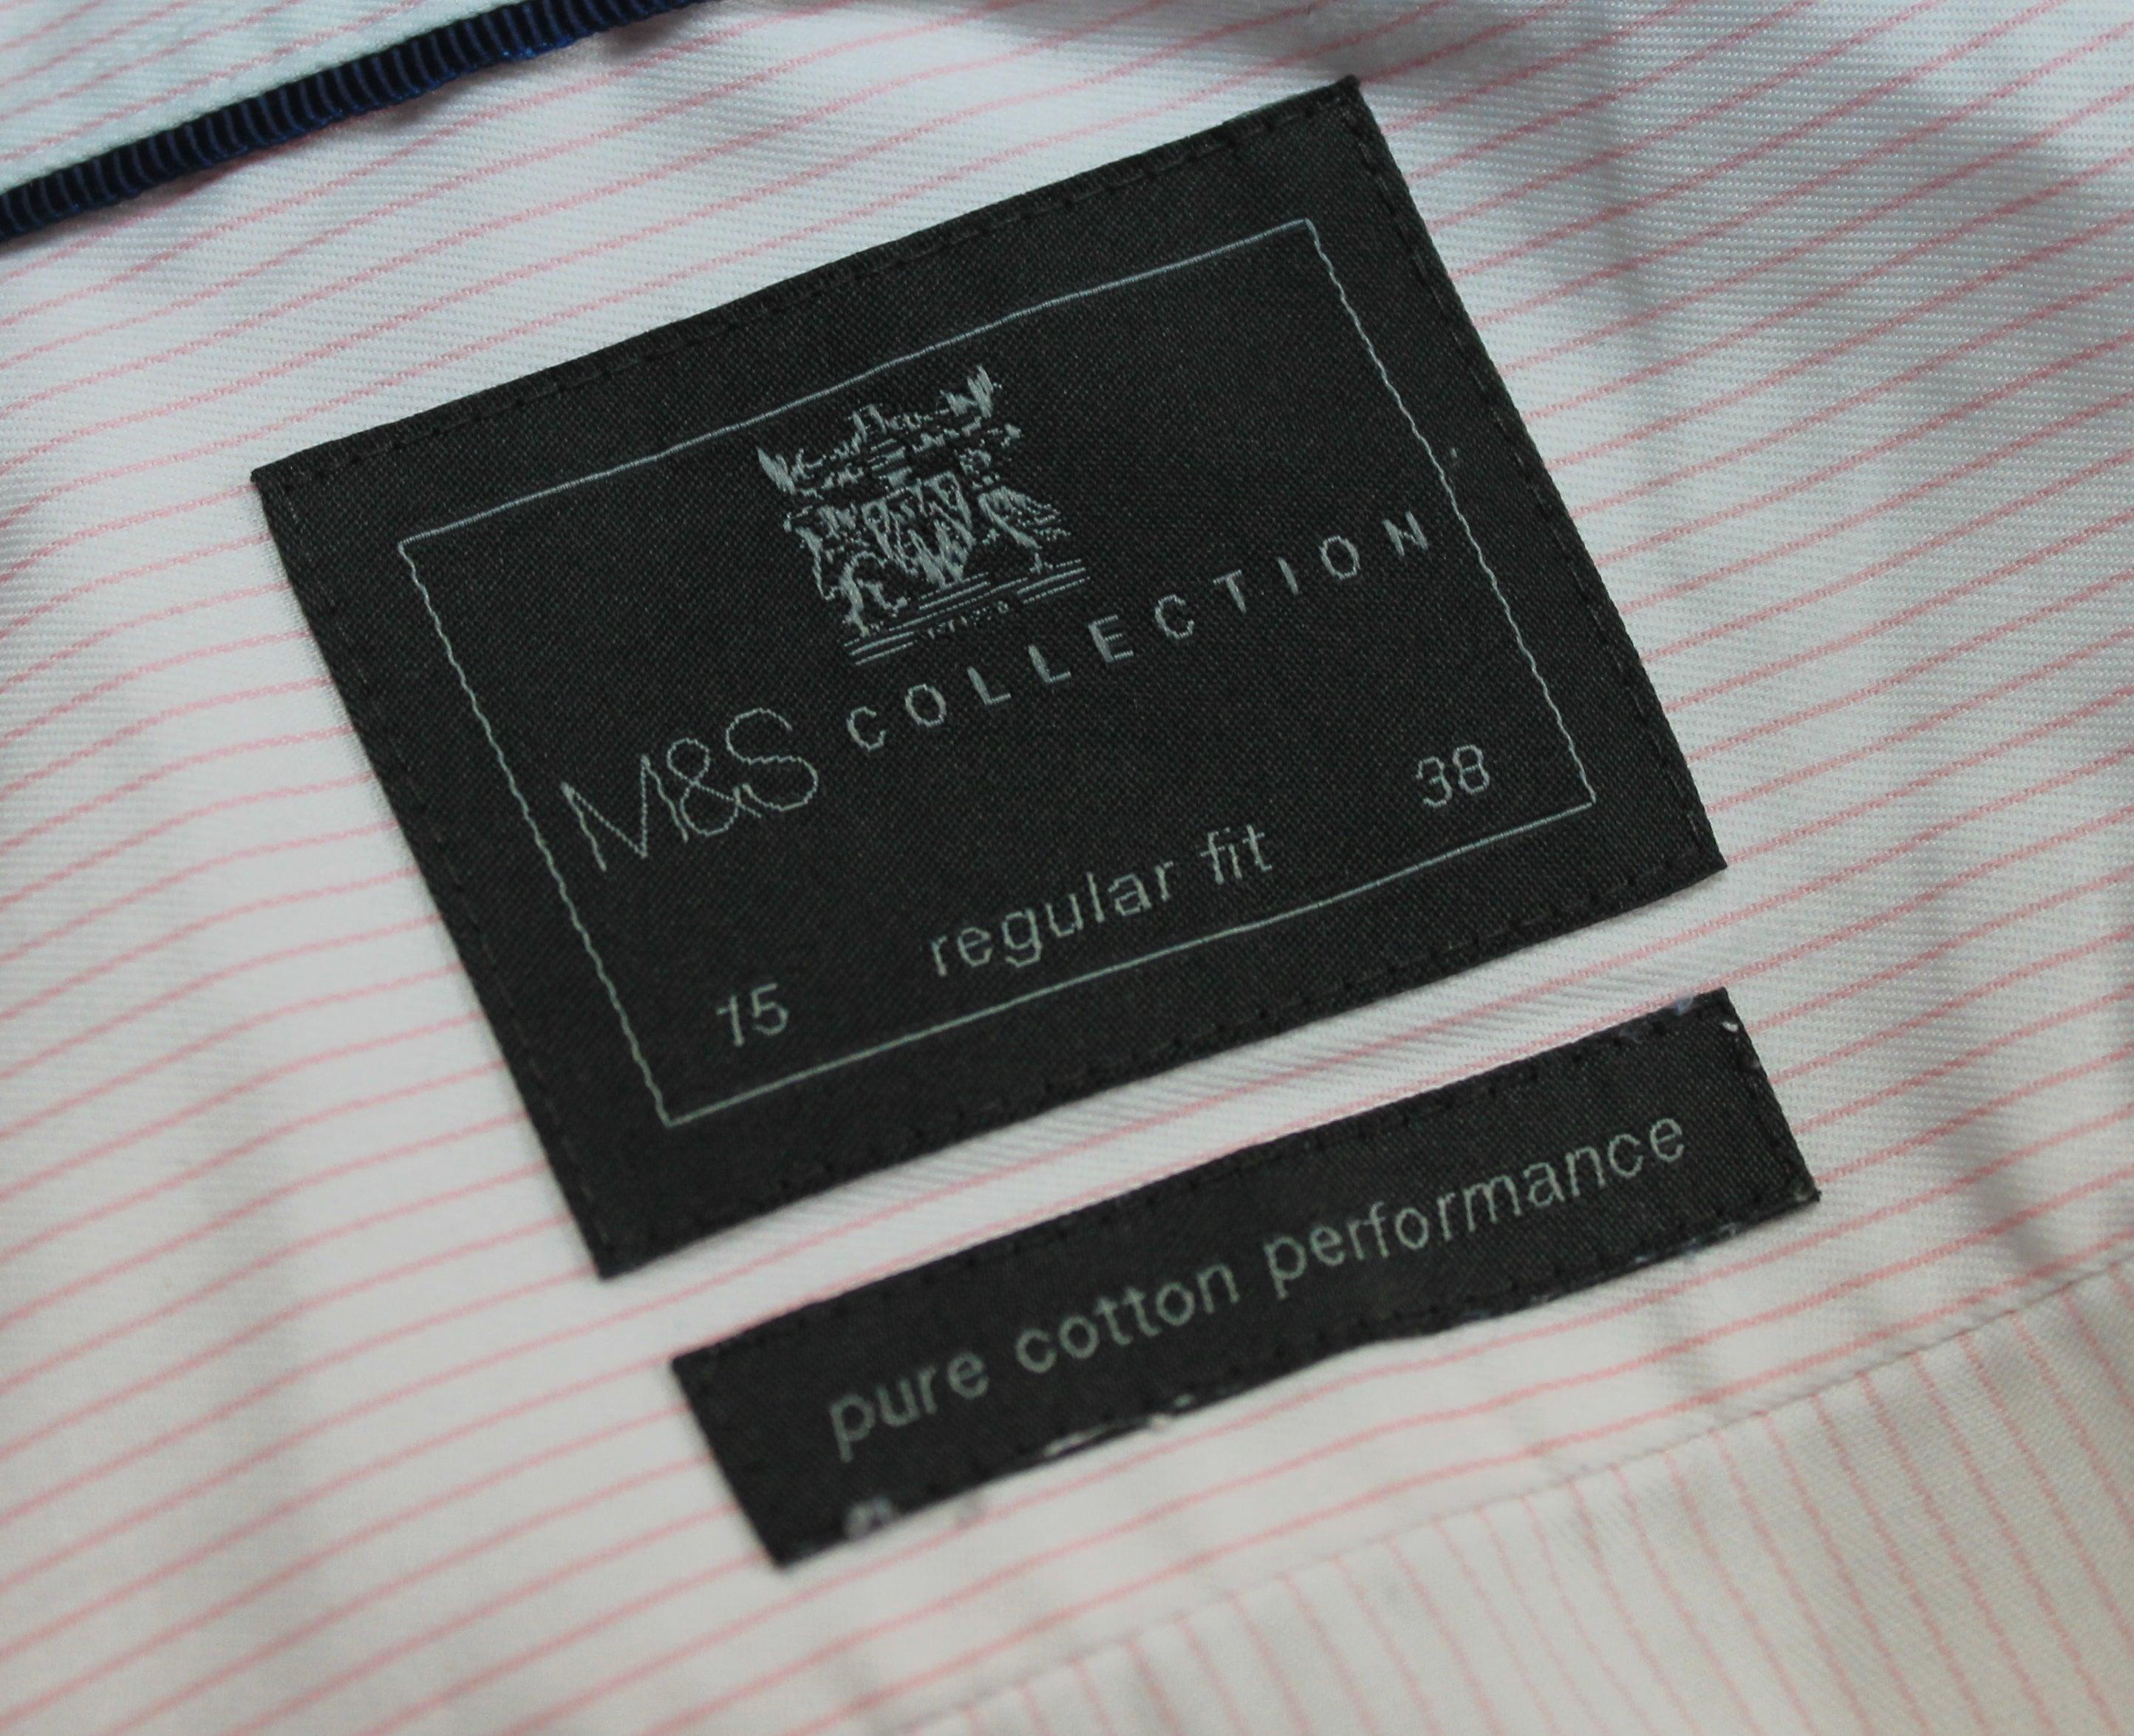 M&S COLLECTION
15 regular fit 38
pure cotton performance